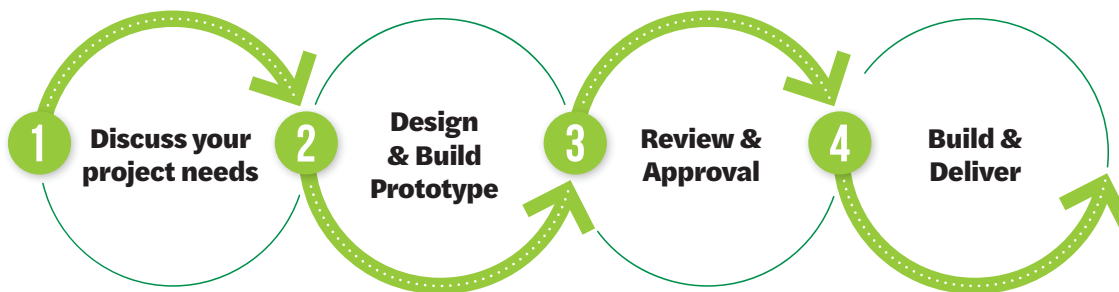 1
Discuss your
project needs
2
Design
& Build
Prototype
3
Review &
Approval
4
Build &
Deliver